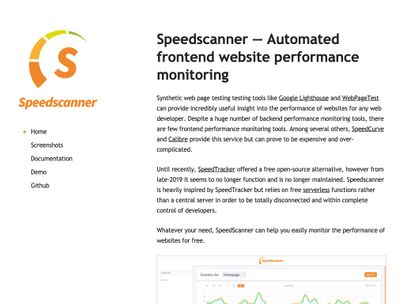 S
Speedscanner
Home
Screenshots
Documentation
Demo
Github
Speedscanner — Automated
frontend website performance
monitoring
Synthetic web page testing testing tools like Google Lighthouse and WebPageTest
can provide incredibly useful insight into the performance of websites for any web
developer. Despite a huge number of backend performance monitoring tools, there
are few frontend performance monitoring tools. Among several others, SpeedCurve
and Calibre provide this service but can prove to be expensive and over-
complicated.
Until recently, SpeedTracker offered a free open-source alternative, however from
late-2019 it seems to no longer function and is no longer maintained. Speedscanner
is heavily inspired by SpeedTracker but relies on free serverless functions rather
than a central server in order to be totally disconnected and within complete
control of developers.
Whatever your need, SpeedScanner can help you easily monitor the performance of
websites for free.
Speedscanner
Statistics for
Homepage